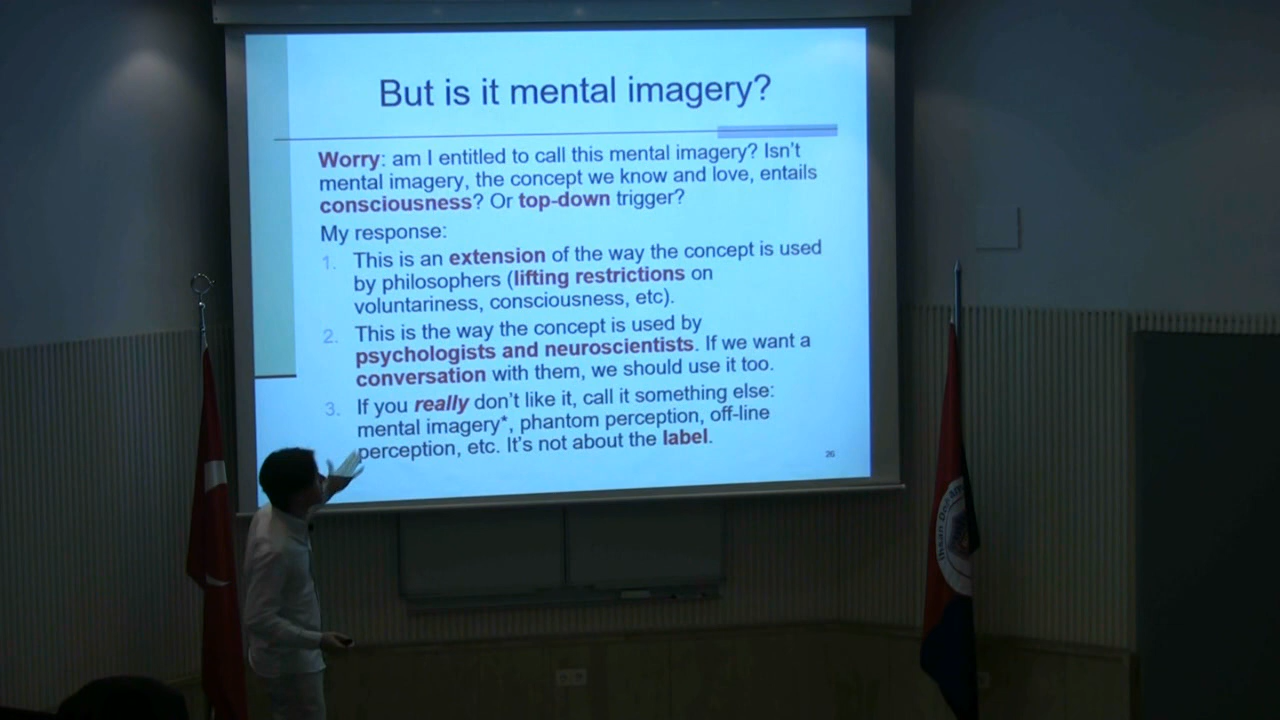 But is it mental imagery?
Worry: am I entitled to call this mental imagery? Isn't
mental imagery, the concept we know and love, entails
consciousness? Or top-down trigger?
My response:
1. This is an extension of the way the concept is used
by philosophers (lifting restrictions on
voluntariness, consciousness, etc).
2. This is the way the concept is used by
psychologists and neuroscientists. If we want a
conversation with them, we should use it too.
3. If you really don't like it, call it something else:
mental imagery*, phantom perception, off-line
perception, etc. It's not about the label.
26